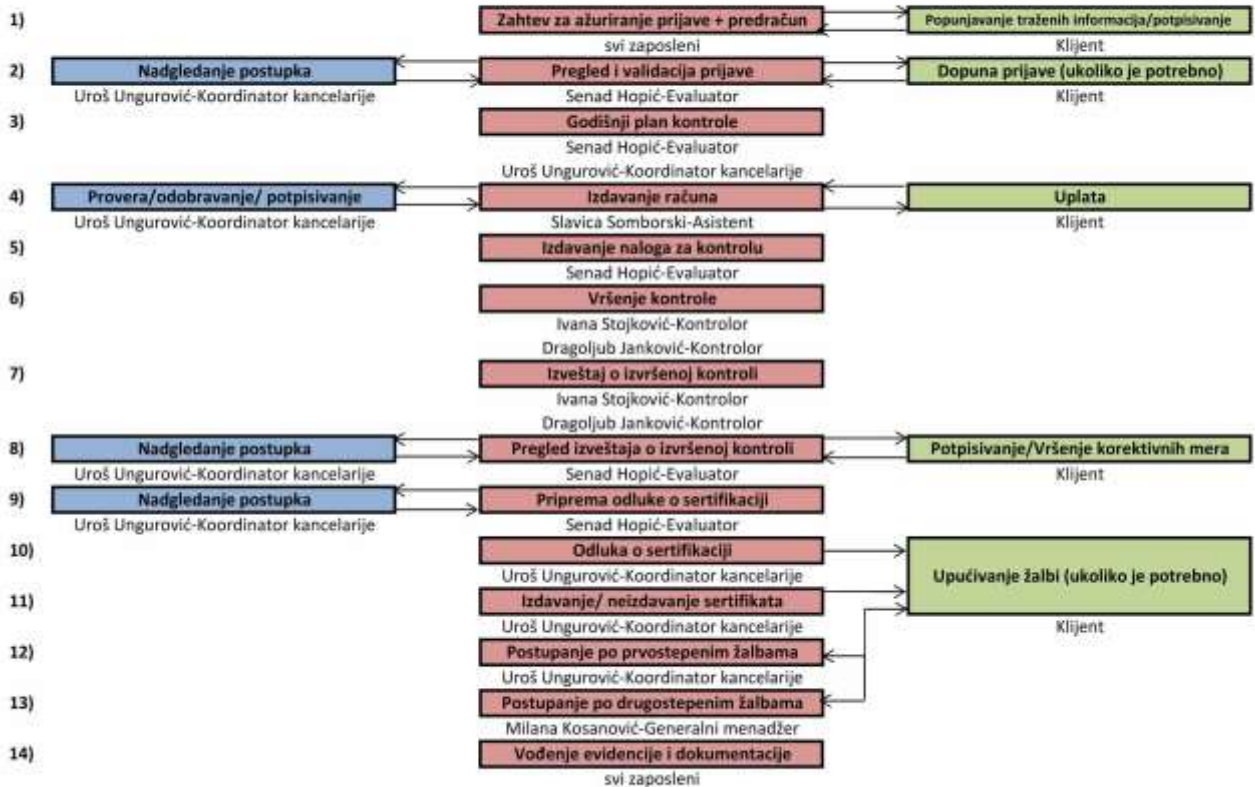 1)
Zahtev za ažuriranje prijave + predračun
Popunjavanje traženih informacija/potpisivanje
svi zaposleni
Klijent
2)
Nadgledanje postupka
Pregled i validacija prijave
Dopuna prijave (ukoliko je potrebno)
Uroš Ungurović-Koordinator kancelarije
Senad Hopić-Evaluator
Klijent
3)
Godišnji plan kontrole
Senad Hopić-Evaluator
Uroš Ungurović-Koordinator kancelarije
4)
Provera/odobravanje/ potpisivanje
Izdavanje računa
Uplata
Uroš Ungurović-Koordinator kancelarije
Slavica Somborski-Asistent
Klijent
5)
Izdavanje naloga za kontrolu
Senad Hopić-Evaluator
6)
Vršenje kontrole
Ivana Stojković-Kontrolor
Dragoljub Janković-Kontrolor
7)
Izveštaj o izvršenoj kontroli
Ivana Stojković-Kontrolor
Dragoljub Janković-Kontrolor
8)
Nadgledanje postupka
Pregled izveštaja o izvršenoj kontroli
Potpisivanje/Vršenje korektivnih mera
Uroš Ungurović-Koordinator kancelarije
Senad Hopić-Evaluator
Klijent
9)
Nadgledanje postupka
Priprema odluke o sertifikaciji
Uroš Ungurović-Koordinator kancelarije
Senad Hopić-Evaluator
10)
Odluka o sertifikaciji
Uroš Ungurović-Koordinator kancelarije
Upućivanje žalbi (ukoliko je potrebno)
11)
Izdavanje/ neizdavanje sertifikata
Uroš Ungurović-Koordinator kancelarije
Klijent
12)
Postupanje po prvostepenim žalbama
Uroš Ungurović-Koordinator kancelarije
13)
Postupanje po drugostepenim žalbama
Milana Kosanović-Generalni menadžer
14)
Vođenje evidencije i dokumentacije
svi zaposleni